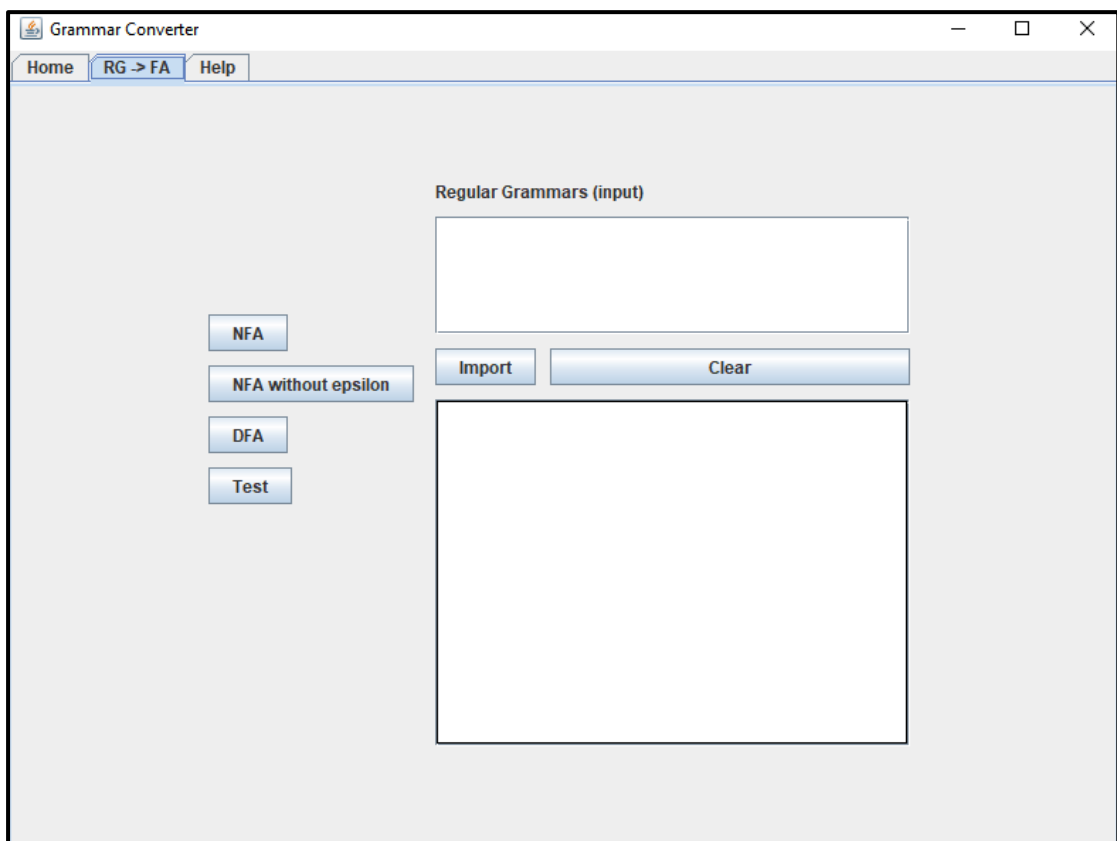 Grammar Converter
Home RG -> FA Help
Regular Grammars (input)
NFA
Import Clear
NFA without epsilon
DFA
Test